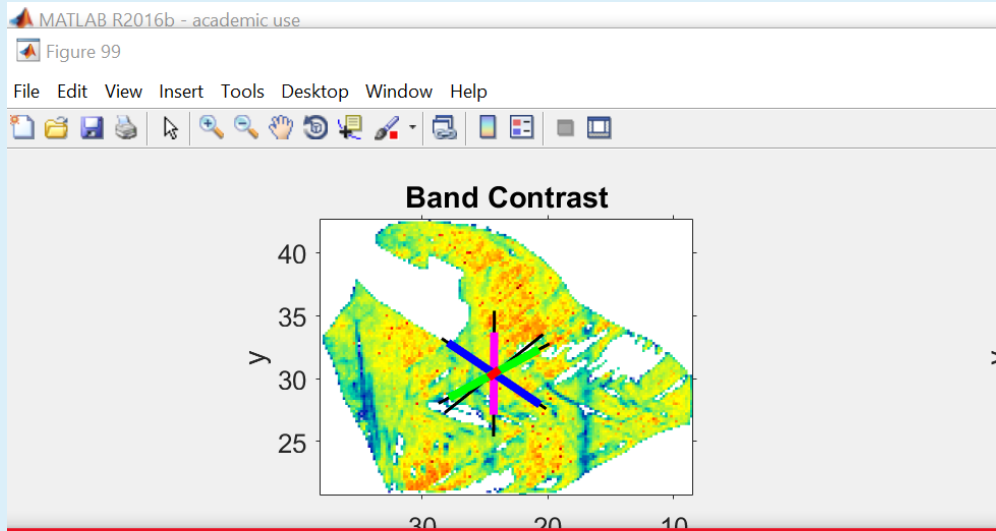 MATLAB R2016b - academic use
Figure 99
File Edit View Insert Tools Desktop Window Help
Band Contrast
40
35
y
30
25
30 20 10
y